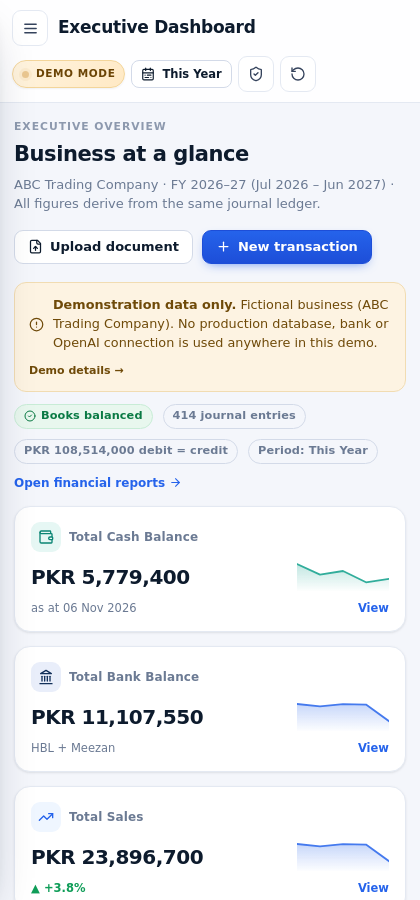 Executive Dashboard
DEMO MODE
This Year
EXECUTIVE OVERVIEW
Business at a glance
ABC Trading Company · FY 2026–27 (Jul 2026 – Jun 2027) ·
All figures derive from the same journal ledger.
Upload document
New transaction
Demonstration data only. Fictional business (ABC
Trading Company). No production database, bank or
OpenAI connection is used anywhere in this demo.
Demo details →
Books balanced
414 journal entries
PKR 108,514,000 debit = credit
Period: This Year
Open financial reports →
Total Cash Balance
PKR 5,779,400
as at 06 Nov 2026
View
Total Bank Balance
PKR 11,107,550
HBL + Meezan
View
Total Sales
PKR 23,896,700
▲ +3.8%
View